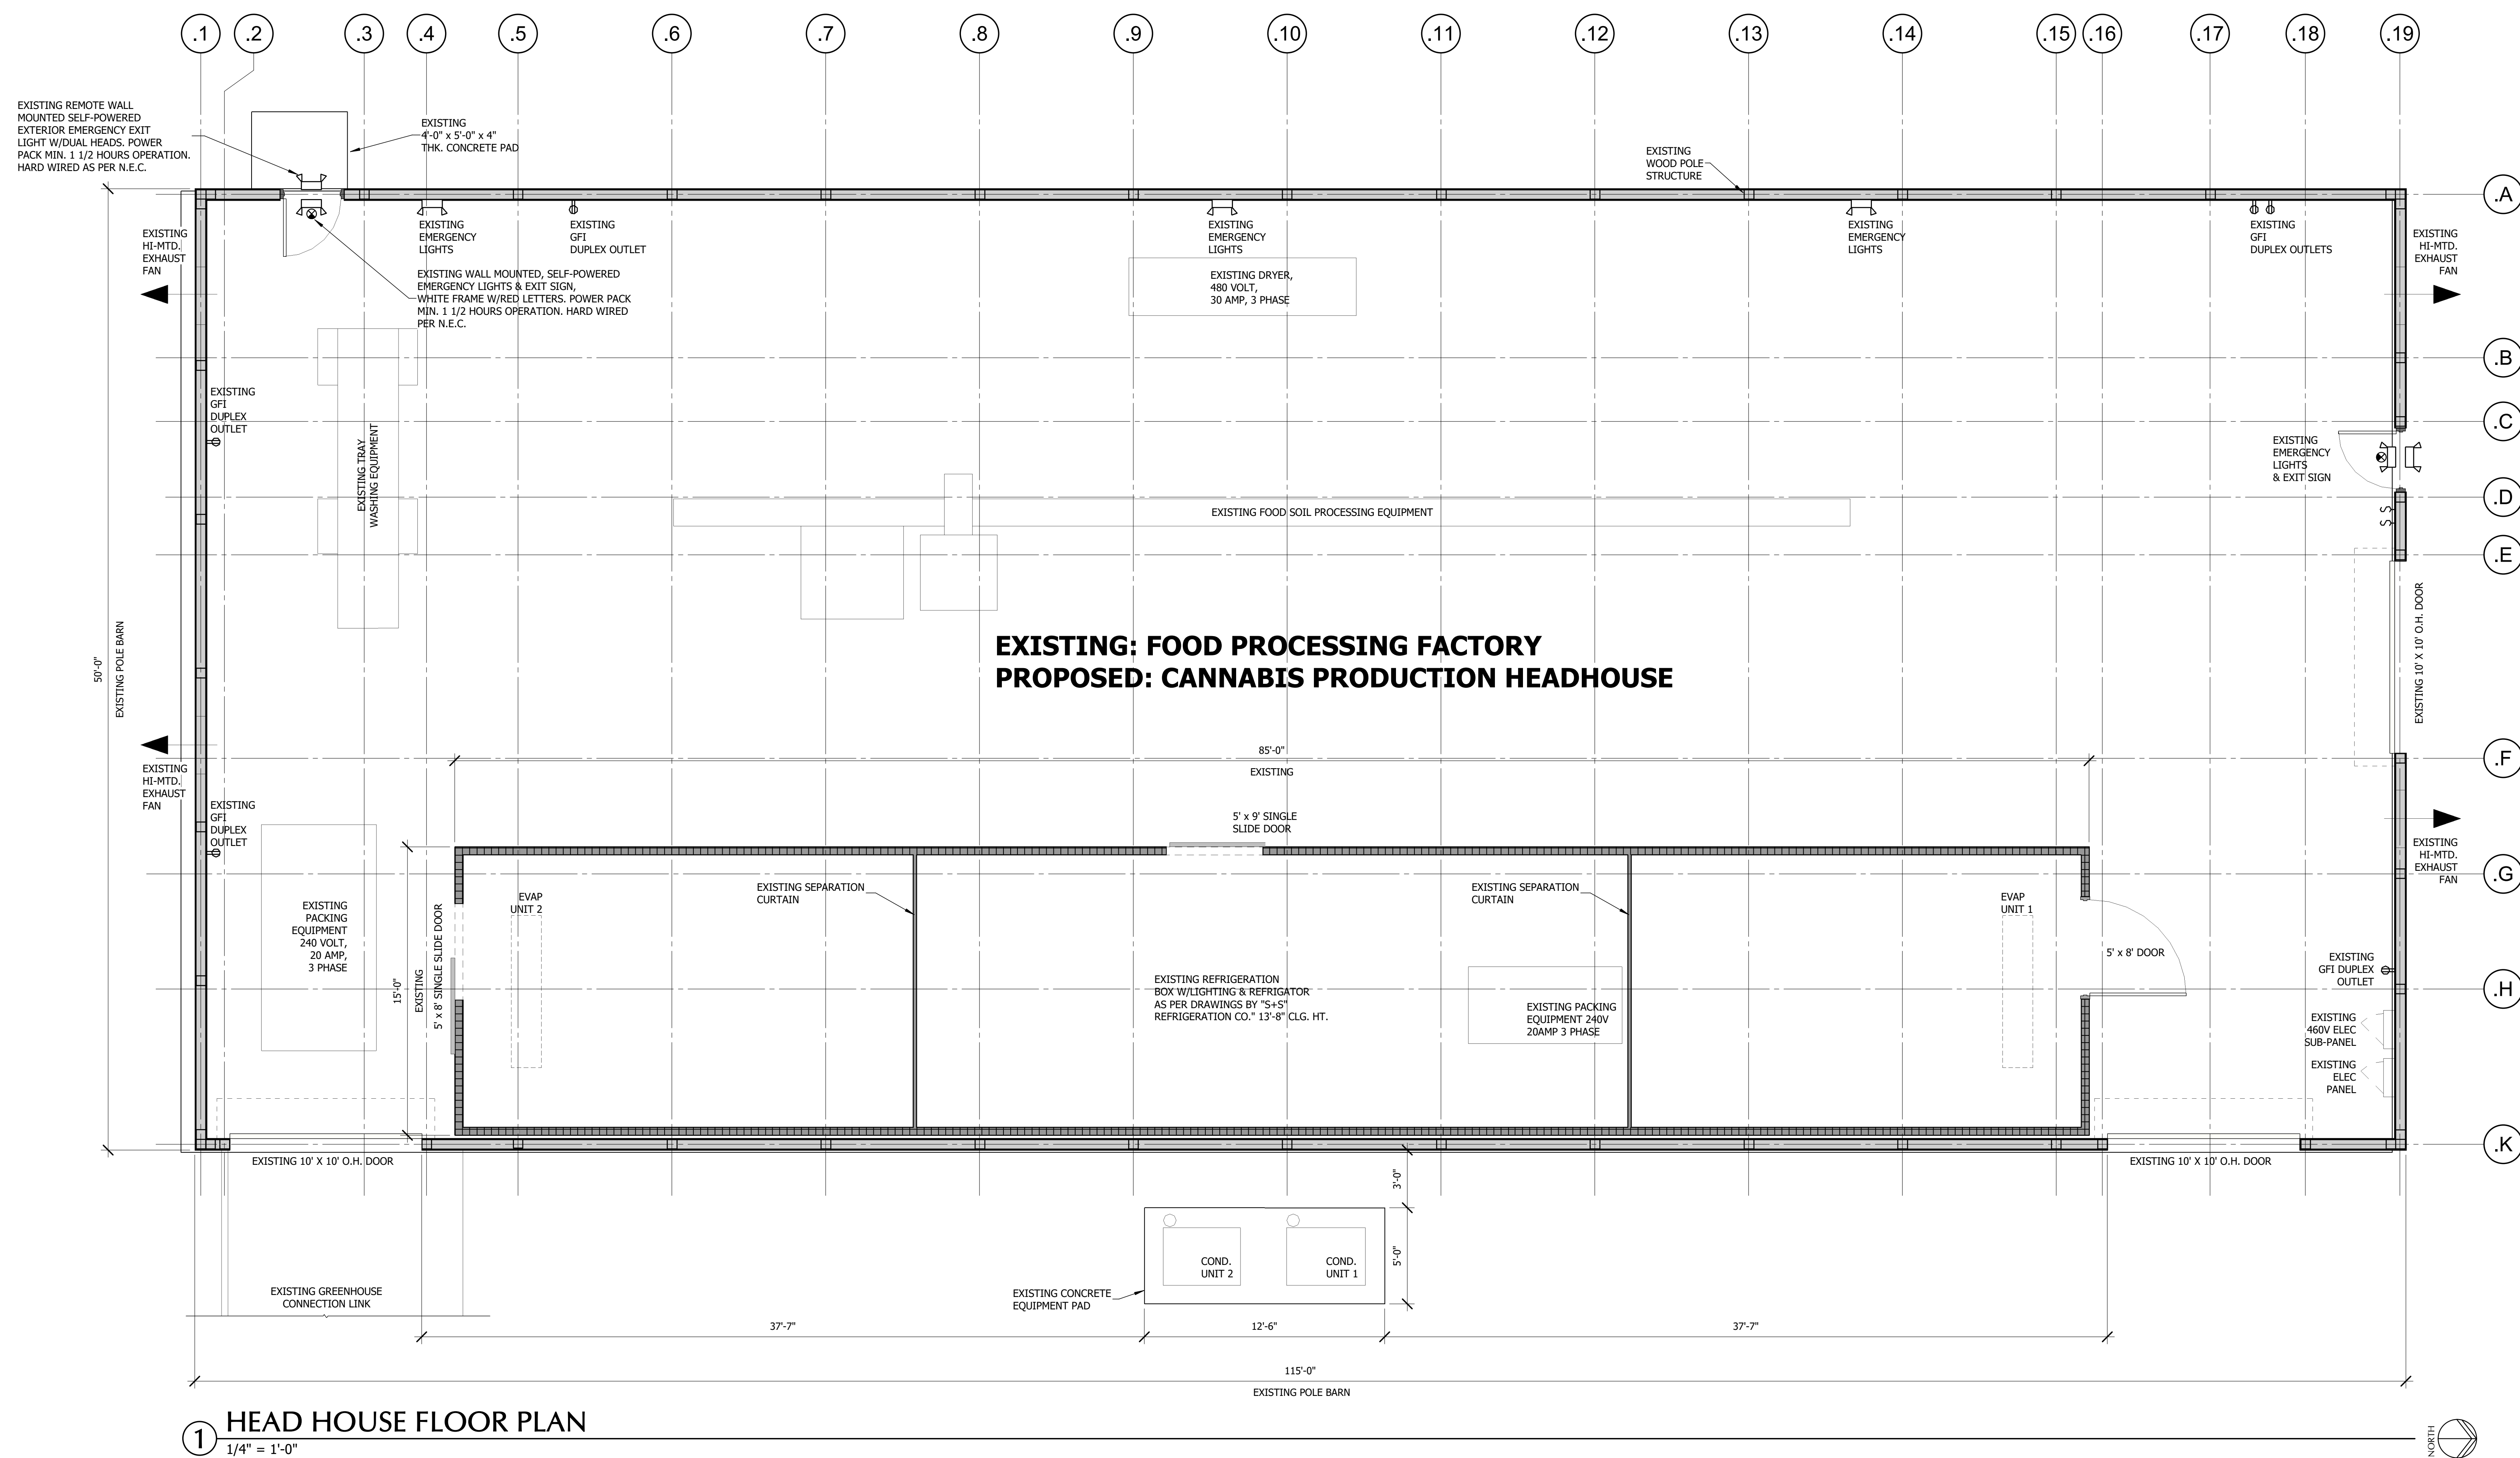 .1
.2
.3
.4
.5
.6
.7
.8
.9
.10
.11
.12
.13
.14
.15
.16
.17
.18
.19
EXISTING REMOTE WALL
MOUNTED SELF-POWERED
EXTERIOR EMERGENCY EXIT
LIGHT W/DUAL HEADS. POWER
PACK MIN. 1 1/2 HOURS OPERATION.
HARD WIRED AS PER N.E.C.
EXISTING
4'-0" x 5'-0" x 4"
THK. CONCRETE PAD
EXISTING
WOOD POLE
STRUCTURE
.A
EXISTING
HI-MTD.
EXHAUST
FAN
EXISTING
EMERGENCY
LIGHTS
EXISTING
GFI
DUPLEX OUTLET
EXISTING
EMERGENCY
LIGHTS
EXISTING
EMERGENCY
LIGHTS
EXISTING
GFI
DUPLEX OUTLETS
EXISTING
HI-MTD.
EXHAUST
FAN
EXISTING WALL MOUNTED, SELF-POWERED
EMERGENCY LIGHTS & EXIT SIGN,
WHITE FRAME W/RED LETTERS. POWER PACK
MIN. 1 1/2 HOURS OPERATION. HARD WIRED
PER N.E.C.
EXISTING DRYER,
480 VOLT,
30 AMP, 3 PHASE
.B
EXISTING
GFI
DUPLEX
OUTLET
.C
EXISTING TRAY
WASHING EQUIPMENT
EXISTING
EMERGENCY
LIGHTS
& EXIT SIGN
.D
EXISTING FOOD SOIL PROCESSING EQUIPMENT
S
S
.E
EXISTING 10' X 10' O.H. DOOR
50'-0"
EXISTING POLE BARN
EXISTING: FOOD PROCESSING FACTORY
PROPOSED: CANNABIS PRODUCTION HEADHOUSE
85'-0"
EXISTING
.F
EXISTING
HI-MTD.
EXHAUST
FAN
EXISTING
GFI
DUPLEX
OUTLET
5' x 9' SINGLE
SLIDE DOOR
EXISTING
HI-MTD.
EXHAUST
FAN
.G
EXISTING
PACKING
EQUIPMENT
240 VOLT,
20 AMP,
3 PHASE
15'-0"
EXISTING
5' x 8' SINGLE SLIDE DOOR
EVAP
UNIT 2
EXISTING SEPARATION
CURTAIN
EXISTING SEPARATION
CURTAIN
EVAP
UNIT 1
5' x 8' DOOR
EXISTING
GFI DUPLEX
OUTLET
EXISTING REFRIGERATION
BOX W/LIGHTING & REFRIGATOR
AS PER DRAWINGS BY "S+S"
REFRIGERATION CO." 13'-8" CLG. HT.
EXISTING PACKING
EQUIPMENT 240V
20AMP 3 PHASE
.H
EXISTING
460V ELEC
SUB-PANEL
EXISTING
ELEC
PANEL
.K
EXISTING 10' X 10' O.H. DOOR
EXISTING 10' X 10' O.H. DOOR
3'-0"
5'-0"
COND.
UNIT 2
COND.
UNIT 1
EXISTING GREENHOUSE
CONNECTION LINK
EXISTING CONCRETE
EQUIPMENT PAD
37'-7"
12'-6"
37'-7"
115'-0"
EXISTING POLE BARN
1
HEAD HOUSE FLOOR PLAN
1/4" = 1'-0"
NORTH